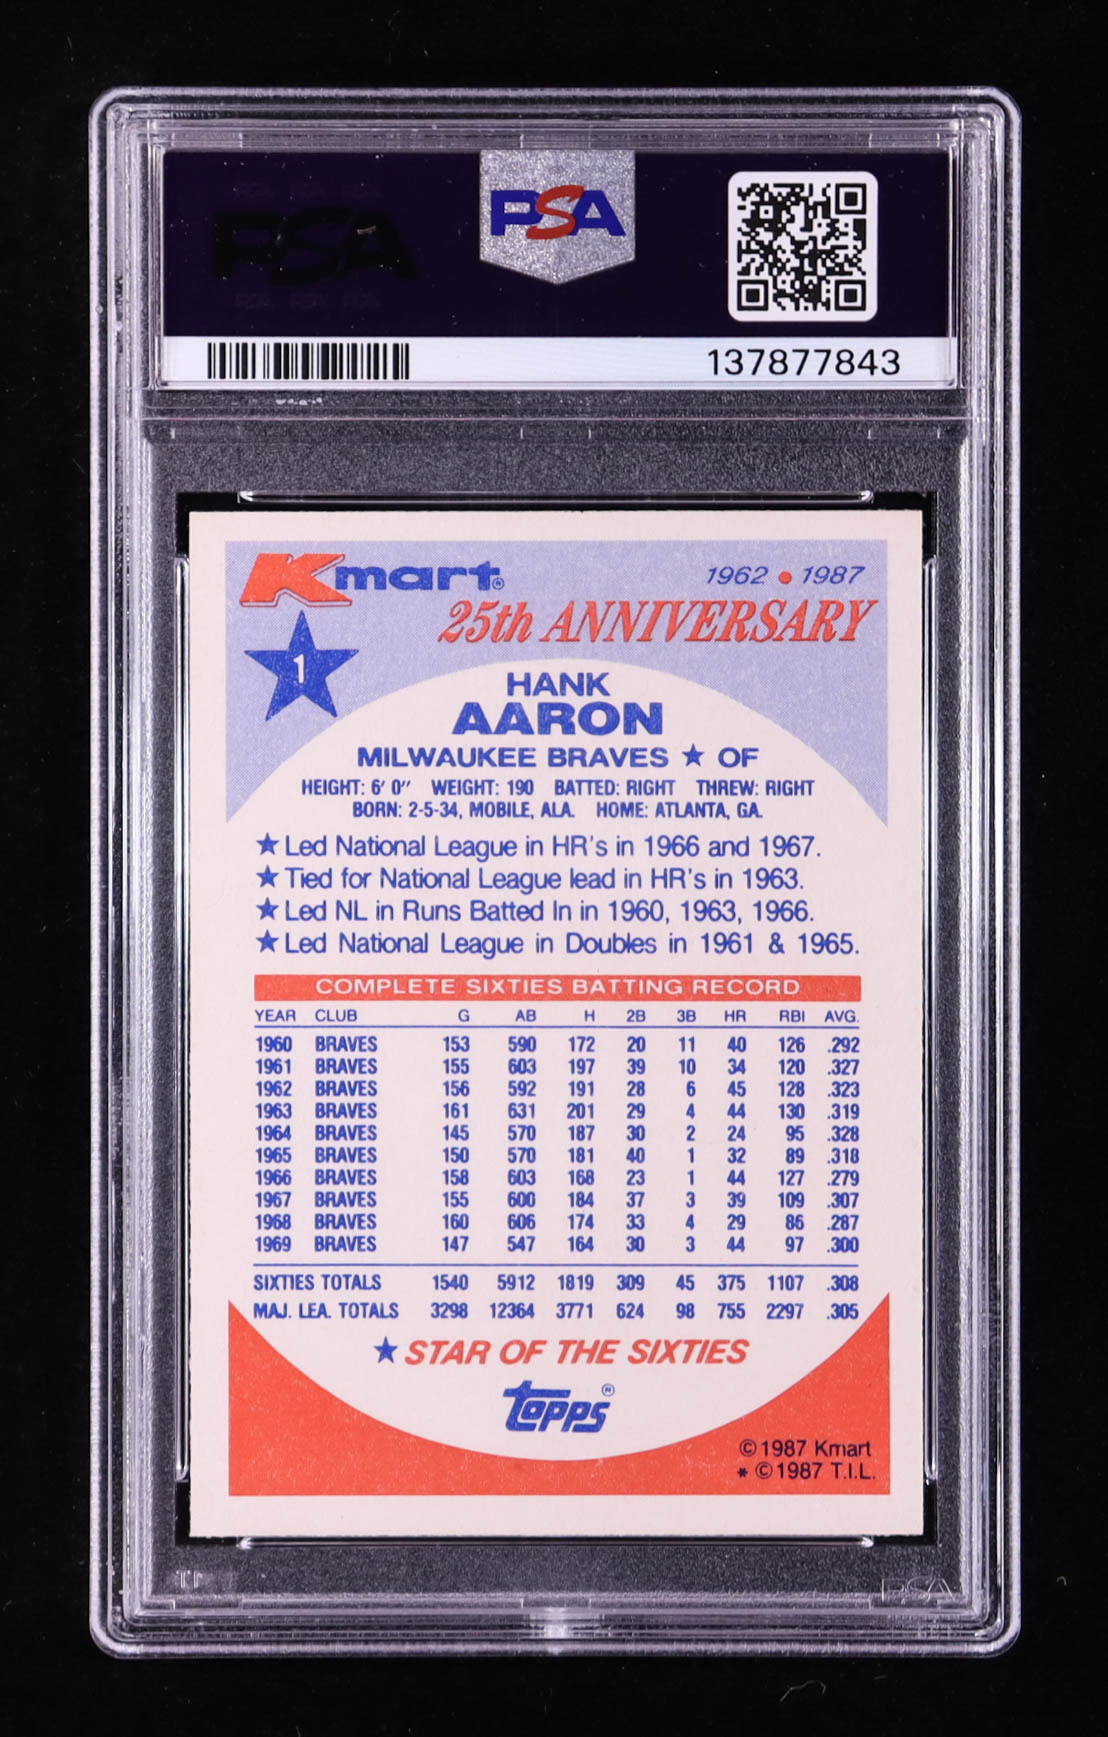 PSA
PSA
137877843
Kmart®
1962 • 1987
25th ANNIVERSARY
1
HANK
AARON
MILWAUKEE BRAVES ★ OF
HEIGHT: 6' 0" WEIGHT: 190 BATTED: RIGHT THREW: RIGHT
BORN: 2-5-34, MOBILE, ALA. HOME: ATLANTA, GA.
★ Led National League in HR's in 1966 and 1967.
★ Tied for National League lead in HR's in 1963.
★ Led NL in Runs Batted In in 1960, 1963, 1966.
★ Led National League in Doubles in 1961 & 1965.
COMPLETE SIXTIES BATTING RECORD
YEAR CLUB G AB H 2B 3B HR RBI AVG.
1960 BRAVES 153 590 172 20 11 40 126 .292
1961 BRAVES 155 603 197 39 10 34 120 .327
1962 BRAVES 156 592 191 28 6 45 128 .323
1963 BRAVES 161 631 201 29 4 44 130 .319
1964 BRAVES 145 570 187 30 2 24 95 .328
1965 BRAVES 150 570 181 40 1 32 89 .318
1966 BRAVES 158 603 168 23 1 44 127 .279
1967 BRAVES 155 600 184 37 3 39 109 .307
1968 BRAVES 160 606 174 33 4 29 86 .287
1969 BRAVES 147 547 164 30 3 44 97 .300
SIXTIES TOTALS 1540 5912 1819 309 45 375 1107 .308
MAJ. LEA. TOTALS 3298 12364 3771 624 98 755 2297 .305
★ STAR OF THE SIXTIES
topps®
©1987 Kmart
* ©1987 T.I.L.
PSA